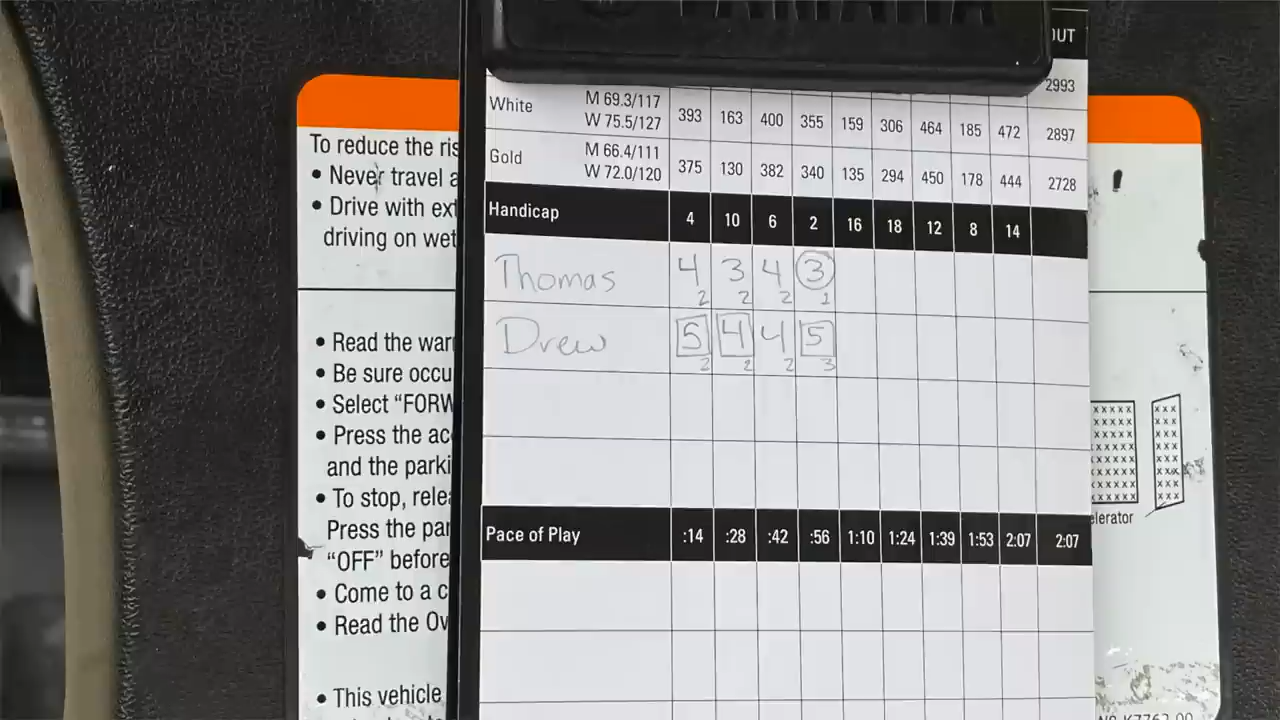 YAMAHA
OUT
2993
White M 69.3/117 W 75.5/127 393 163 400 355 159 306 464 185 472 2897
Gold M 66.4/111 W 72.0/120 375 130 382 340 135 294 450 178 444 2728
Handicap 4 10 6 2 16 18 12 8 14
Thomas 4 2 3 2 4 2 3 1
Drew 5 2 4 2 4 2 5 3
Pace of Play :14 :28 :42 :56 1:10 1:24 1:39 1:53 2:07 2:07
To reduce the ris
• Never travel a
• Drive with ext
driving on wet
• Read the warn
• Be sure occu
• Select “FORW
• Press the acc
and the parki
• To stop, relea
Press the par
“OFF” before
• Come to a c
• Read the Ow
• This vehicle
elerator